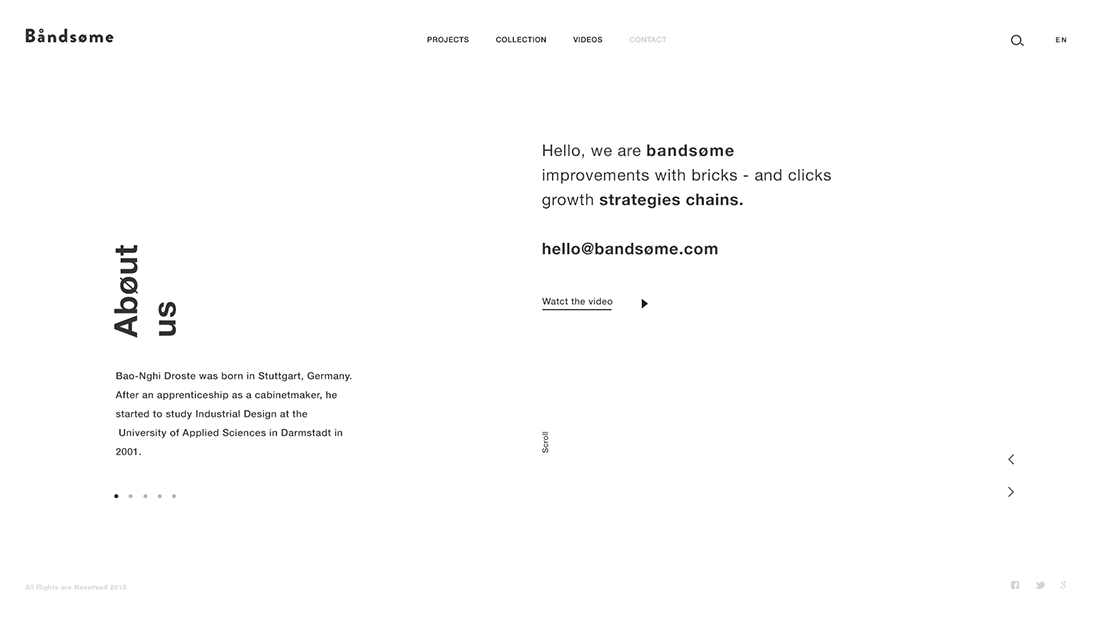 Båndsøme
PROJECTS COLLECTION VIDEOS CONTACT
EN
Hello, we are bandsøme
improvements with bricks - and clicks
growth strategies chains.
hello@bandsøme.com
Watct the video
Abøut
us
Bao-Nghi Droste was born in Stuttgart, Germany.
After an apprenticeship as a cabinetmaker, he
started to study Industrial Design at the
University of Applied Sciences in Darmstadt in
2001.
Scroll
All Rights are Reserved 2015